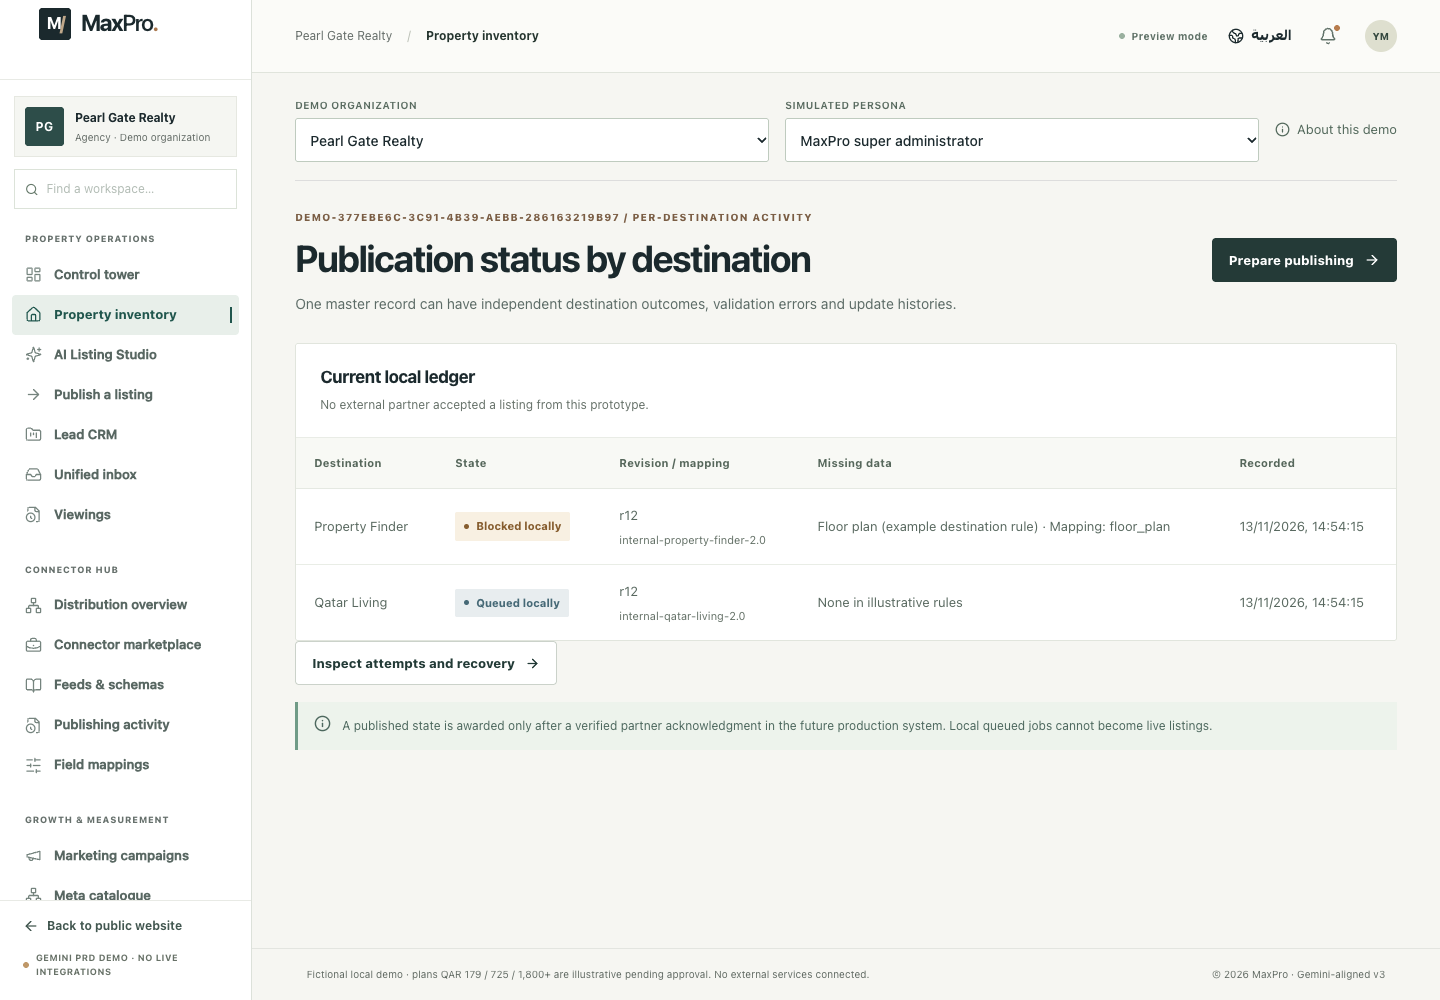 M/ MaxPro.
Pearl Gate Realty / Property inventory
Preview mode
العربية
YM
PG
Pearl Gate Realty
Agency · Demo organization
Find a workspace...
PROPERTY OPERATIONS
Control tower
Property inventory
AI Listing Studio
Publish a listing
Lead CRM
Unified inbox
Viewings
CONNECTOR HUB
Distribution overview
Connector marketplace
Feeds & schemas
Publishing activity
Field mappings
GROWTH & MEASUREMENT
Marketing campaigns
Meta catalogue
Back to public website
GEMINI PRD DEMO · NO LIVE
INTEGRATIONS
DEMO ORGANIZATION
Pearl Gate Realty
SIMULATED PERSONA
MaxPro super administrator
About this demo
DEMO-377EBE6C-3C91-4B39-AEBB-286163219B97 / PER-DESTINATION ACTIVITY
Publication status by destination
Prepare publishing
One master record can have independent destination outcomes, validation errors and update histories.
Current local ledger
No external partner accepted a listing from this prototype.
Destination State Revision / mapping Missing data Recorded
Property Finder Blocked locally r12 Floor plan (example destination rule) · Mapping: floor_plan 13/11/2026, 14:54:15
internal-property-finder-2.0
Qatar Living Queued locally r12 None in illustrative rules 13/11/2026, 14:54:15
internal-qatar-living-2.0
Inspect attempts and recovery
A published state is awarded only after a verified partner acknowledgment in the future production system. Local queued jobs cannot become live listings.
Fictional local demo · plans QAR 179 / 725 / 1,800+ are illustrative pending approval. No external services connected.
© 2026 MaxPro · Gemini-aligned v3